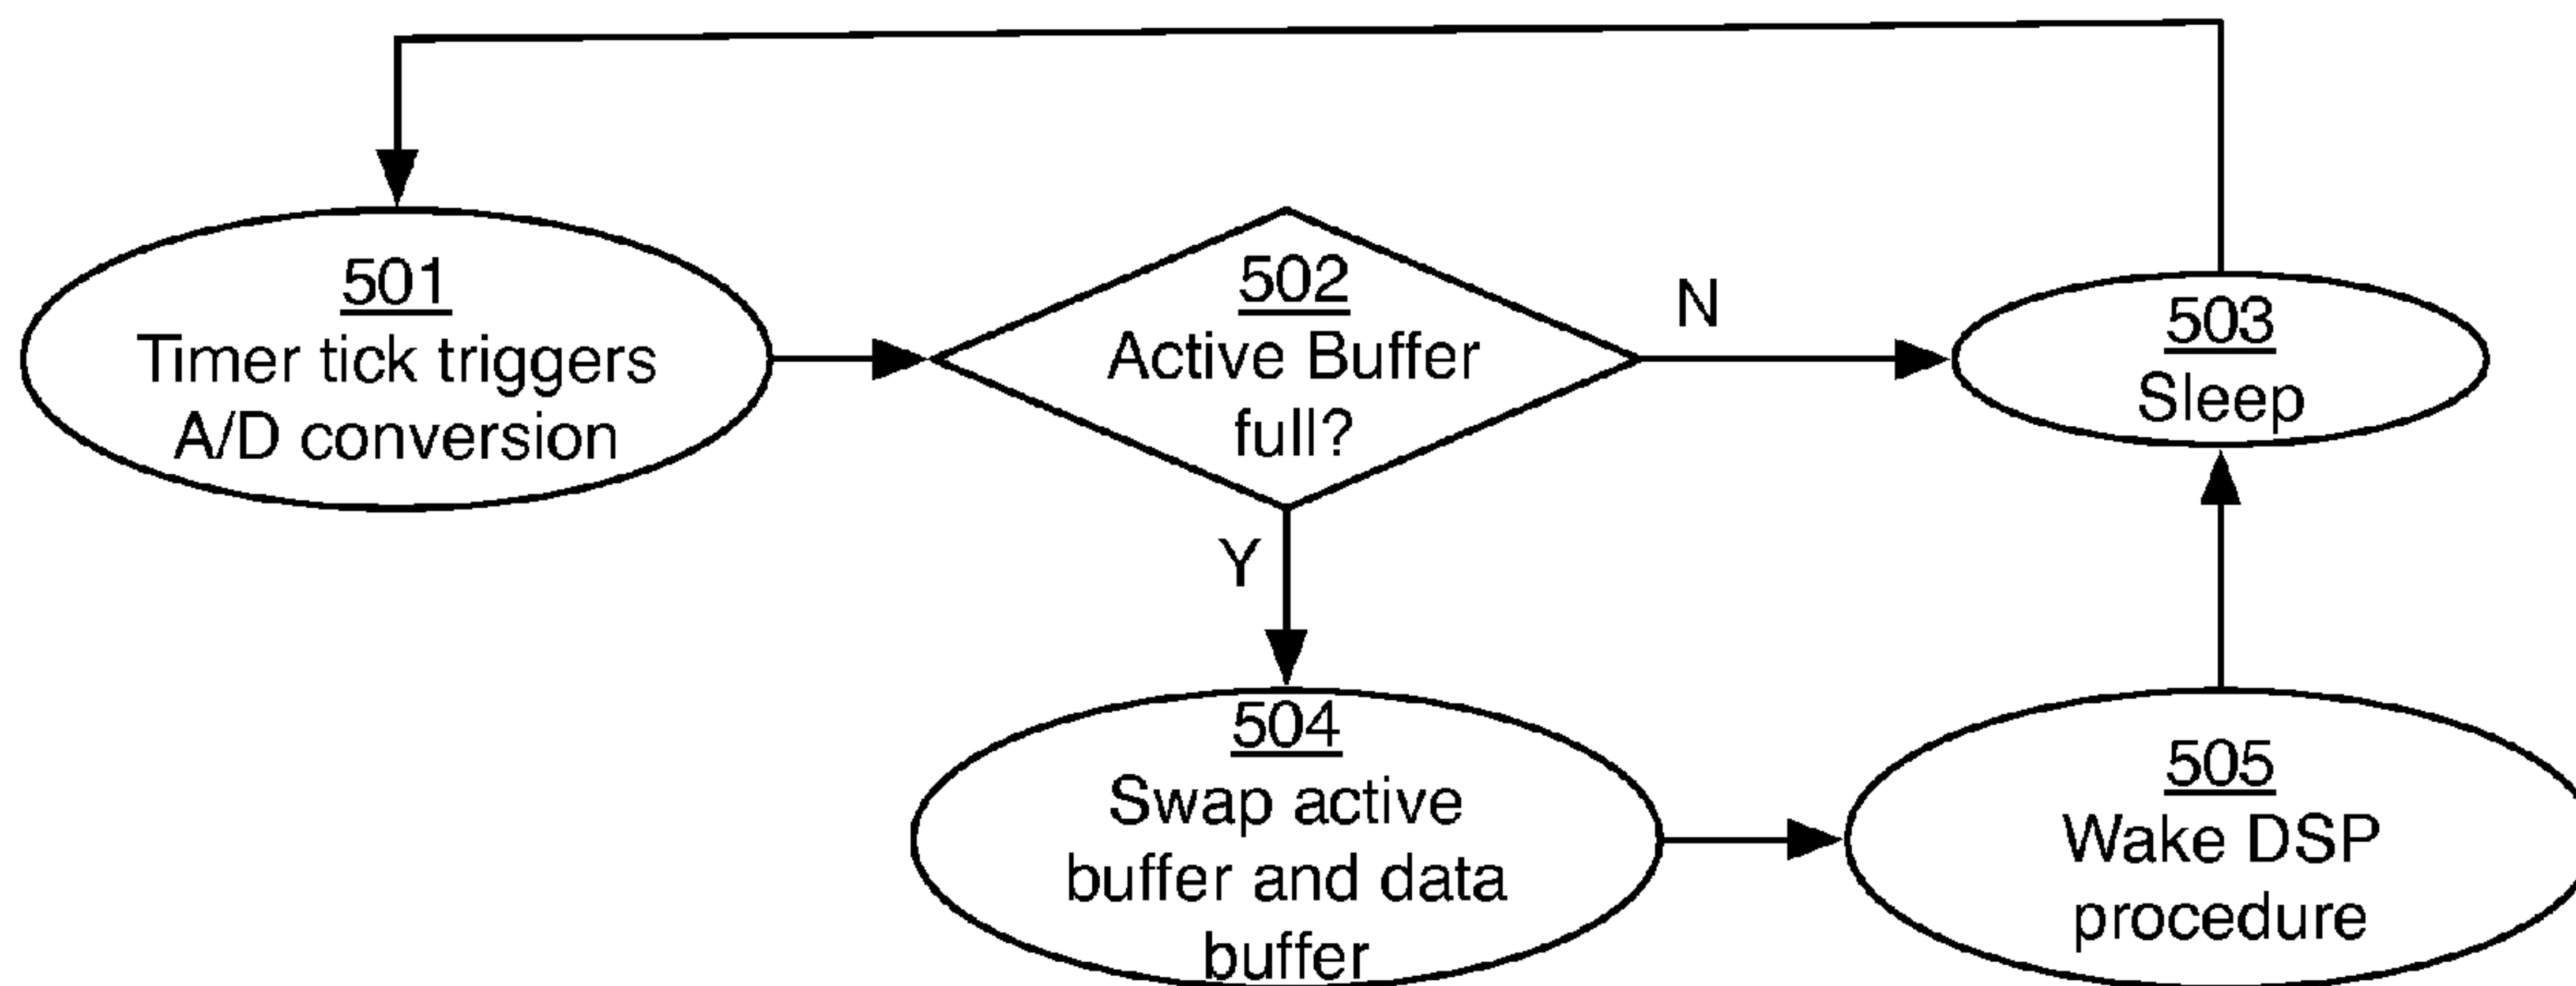 501
Timer tick triggers
A/D conversion
502
Active Buffer
full?
N
503
Sleep
Y
504
Swap active
buffer and data
buffer
505
Wake DSP
procedure